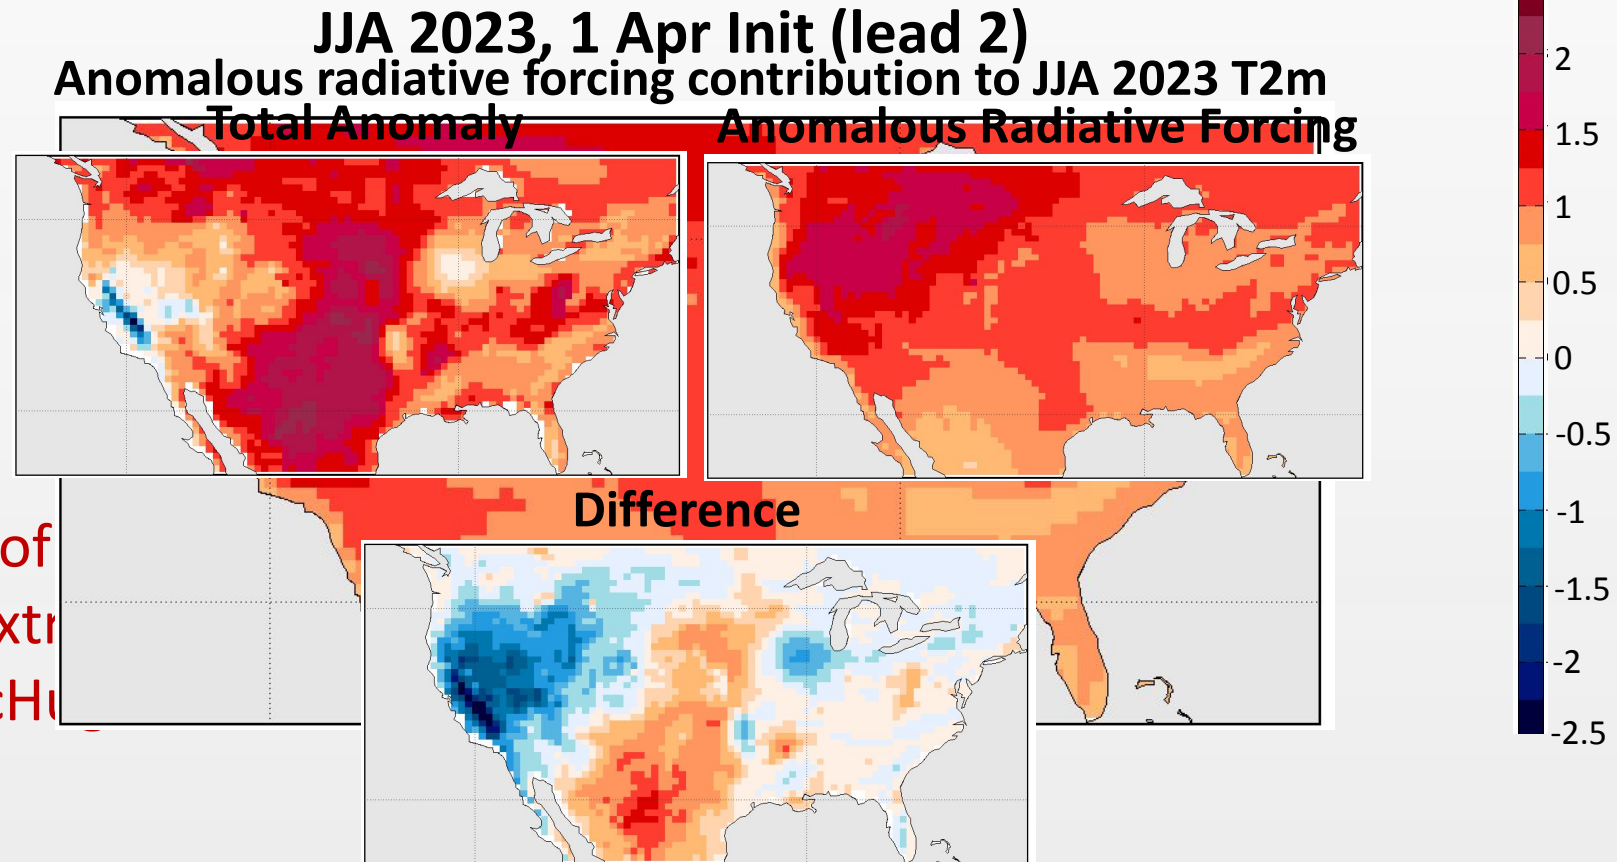 JJA 2023, 1 Apr Init (lead 2)
Anomalous radiative forcing contribution to JJA 2023 T2m
Total Anomaly
Anomalous Radiative Forcing
Difference
of
2
1.5
1
0.5
0
-0.5
-1
-1.5
-2
-2.5